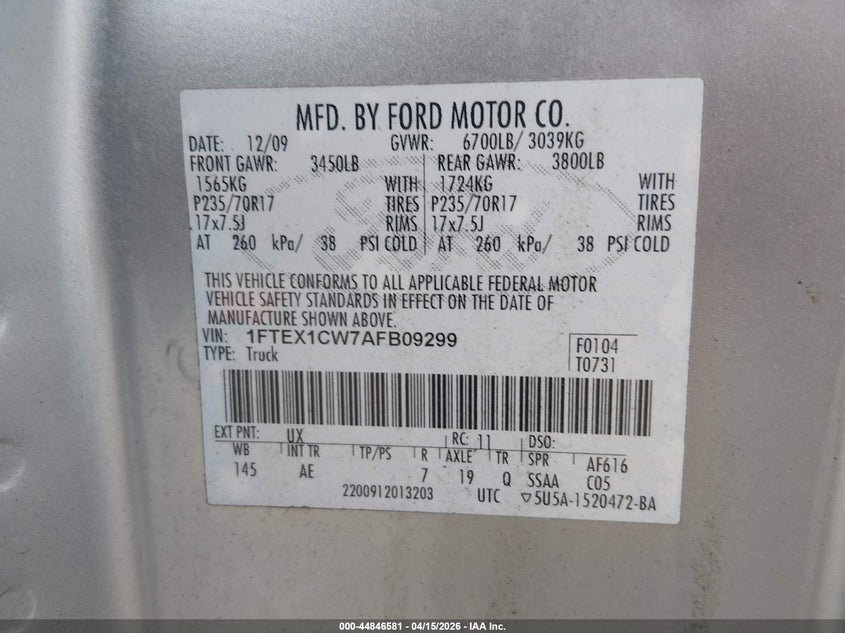 MFD. BY FORD MOTOR CO.
DATE: 12/09 GVWR: 6700LB/ 3039KG
FRONT GAWR: 3450LB REAR GAWR: 3800LB
1565KG WITH 1724KG WITH
P235/70R17 TIRES P235/70R17 TIRES
17x7.5J RIMS 17x7.5J RIMS
AT 260 kPa/ 38 PSI COLD AT 260 kPa/ 38 PSI COLD
THIS VEHICLE CONFORMS TO ALL APPLICABLE FEDERAL MOTOR
VEHICLE SAFETY STANDARDS IN EFFECT ON THE DATE OF
MANUFACTURE SHOWN ABOVE.
VIN: 1FTEX1CW7AFB09299
TYPE: Truck
F0104
T0731
EXT PNT: UX RC: 11 DSO:
WB INT TR TP/PS R AXLE TR SPR AF616
145 AE 7 19 Q SSAA C05
2200912013203 UTC ▽5U5A-1520472-BA
000-44846581 - 04/15/2026 - IAA Inc.